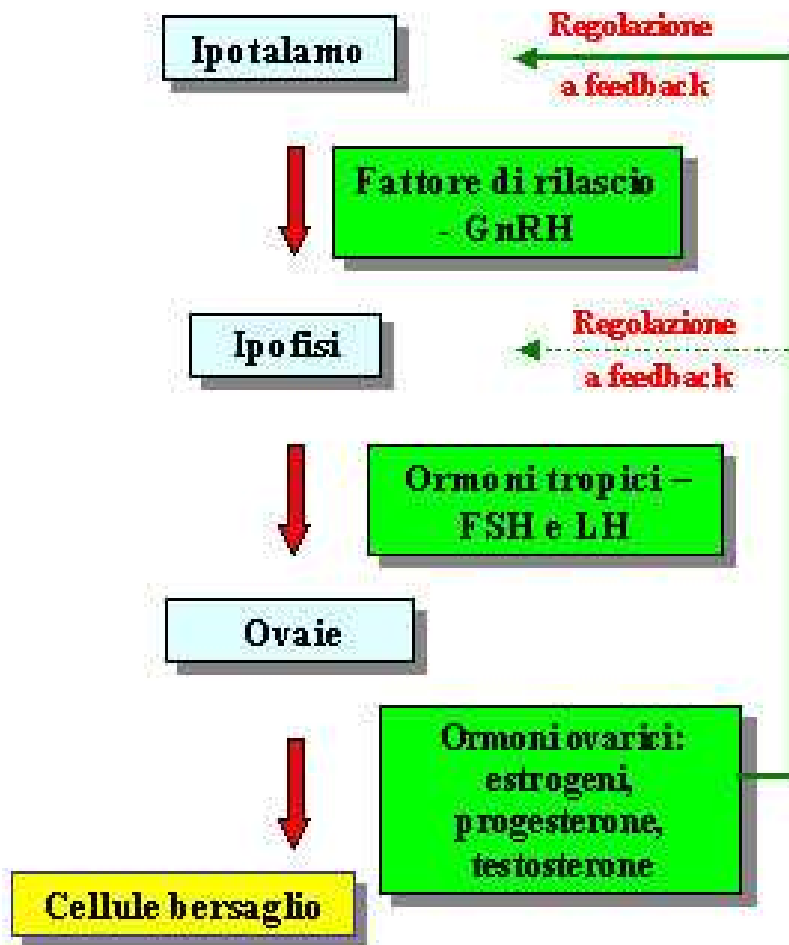 Ipotalamo
Regolazione
a feedback
Fattore di rilascio
- GnRH
Ipofisi
Regolazione
a feedback
Ormoni tropici –
FSH e LH
Ovaie
Ormoni ovarici:
estrogeni,
progesterone,
testosterone
Cellule bersaglio